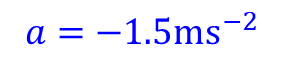 a = −1.5ms⁻²